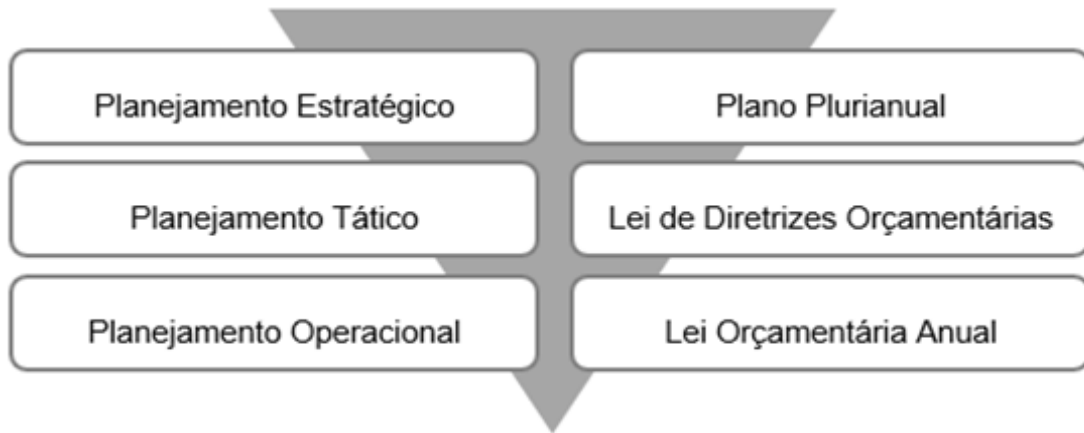 Planejamento Estratégico
Plano Plurianual
Planejamento Tático
Lei de Diretrizes Orçamentárias
Planejamento Operacional
Lei Orçamentária Anual